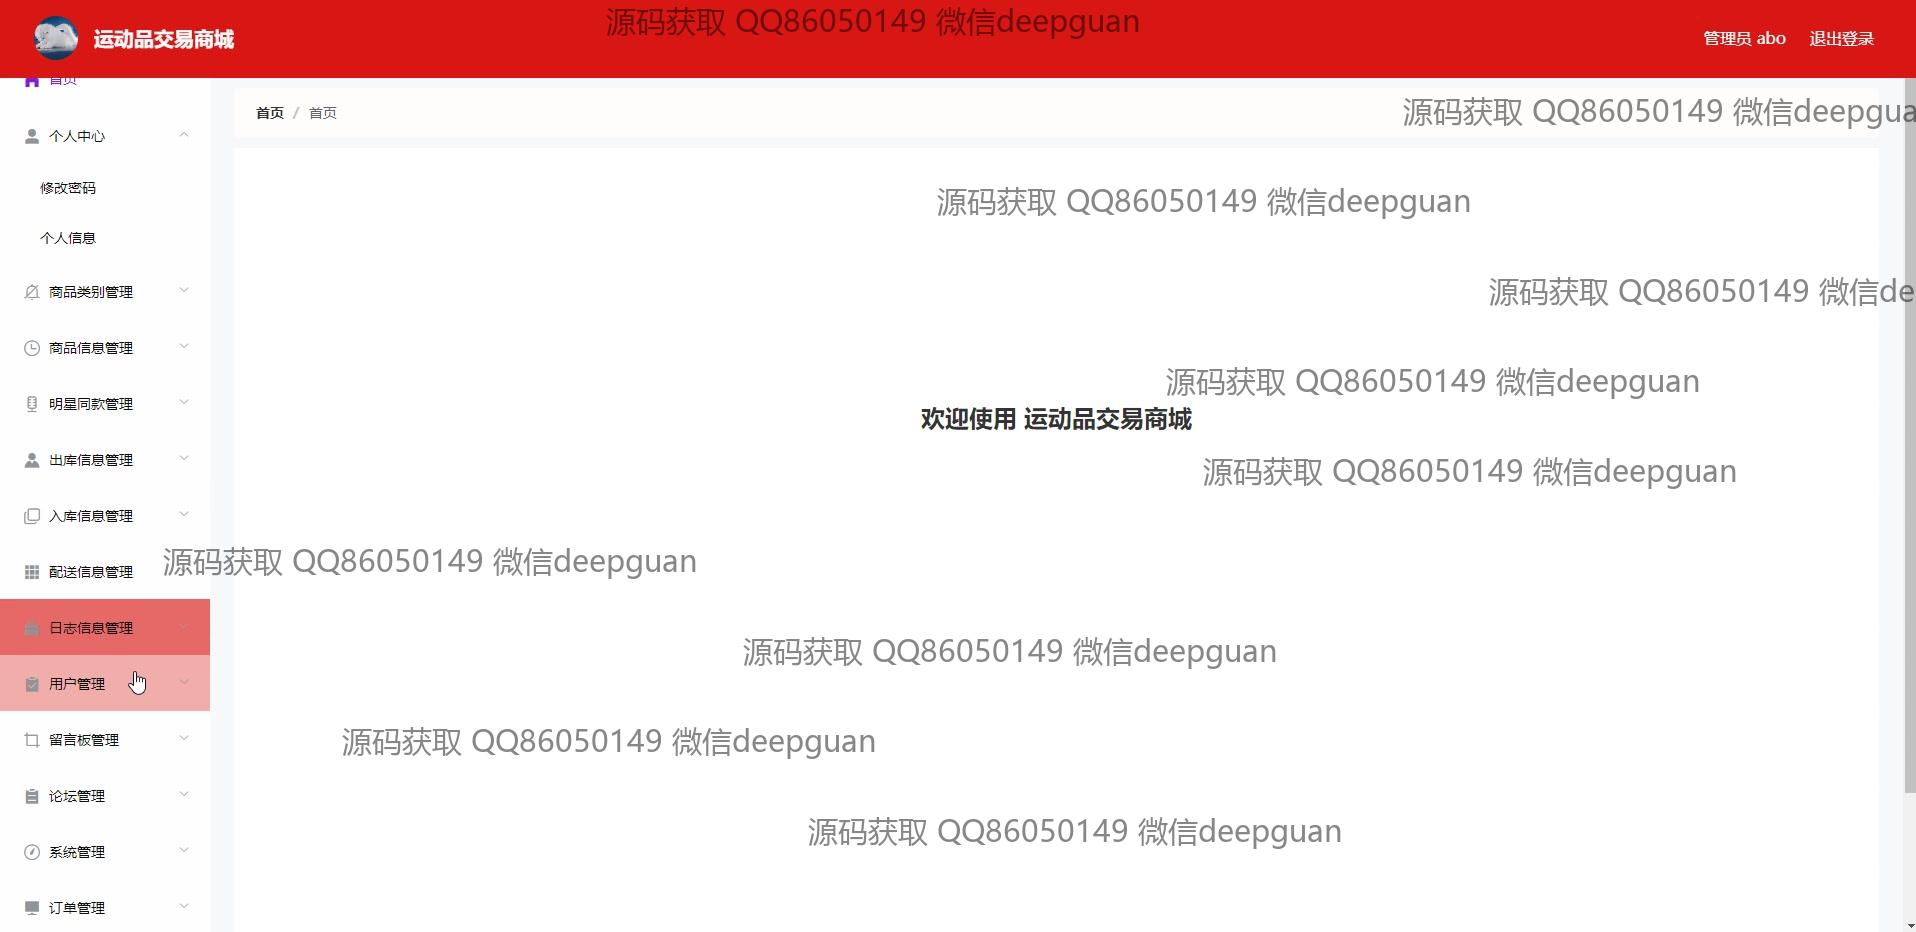 源码获取 QQ86050149 微信deepguan
运动品交易商城
管理员 abo
退出登录
首页
首页 / 首页
源码获取 QQ86050149 微信deepgua
个人中心
修改密码
源码获取 QQ86050149 微信deepguan
个人信息
商品类别管理
源码获取 QQ86050149 微信de
商品信息管理
源码获取 QQ86050149 微信deepguan
明星同款管理
欢迎使用 运动品交易商城
出库信息管理
源码获取 QQ86050149 微信deepguan
入库信息管理
配送信息管理
源码获取 QQ86050149 微信deepguan
日志信息管理
源码获取 QQ86050149 微信deepguan
用户管理
留言板管理
源码获取 QQ86050149 微信deepguan
论坛管理
源码获取 QQ86050149 微信deepguan
系统管理
订单管理